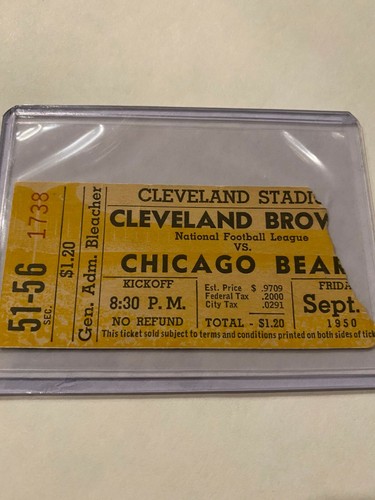 51-56
SEC.
1738
$1.20
Gen. Adm. Bleacher
CLEVELAND STADIU
CLEVELAND BROW
National Football League
VS.
CHICAGO BEAR
KICKOFF
8:30 P. M.
NO REFUND
Est. Price $ .9709
Federal Tax .2000
City Tax .0291
TOTAL - $1.20
FRIDA
Sept.
1950
This ticket sold subject to terms and conditions printed on both sides of tick